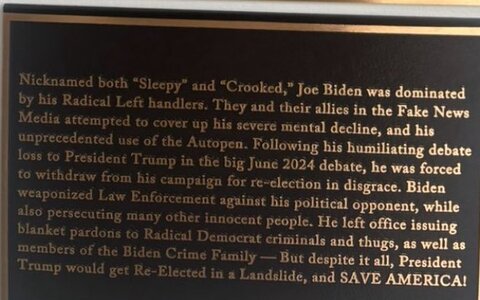 Nicknamed both “Sleepy” and “Crooked,” Joe Biden was dominated
by his Radical Left handlers. They and their allies in the Fake News
Media attempted to cover up his severe mental decline, and his
unprecedented use of the Autopen. Following his humiliating debate
loss to President Trump in the big June 2024 debate, he was forced
to withdraw from his campaign for re-election in disgrace. Biden
weaponized Law Enforcement against his political opponent, while
also persecuting many other innocent people. He left office issuing
blanket pardons to Radical Democrat criminals and thugs, as well as
members of the Biden Crime Family — But despite it all, President
Trump would get Re-Elected in a Landslide, and SAVE AMERICA!